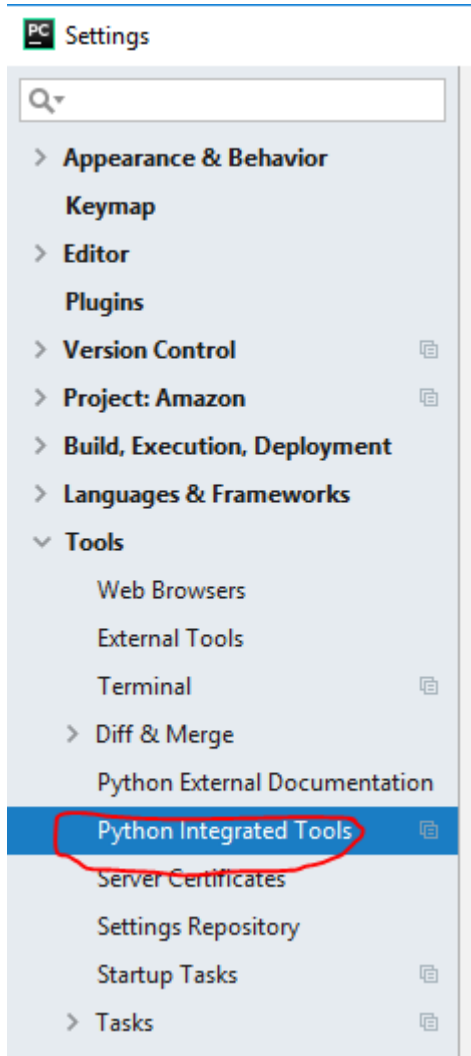 PC Settings
Appearance & Behavior
Keymap
Editor
Plugins
Version Control
Project: Amazon
Build, Execution, Deployment
Languages & Frameworks
Tools
Web Browsers
External Tools
Terminal
Diff & Merge
Python External Documentation
Python Integrated Tools
Server Certificates
Settings Repository
Startup Tasks
Tasks